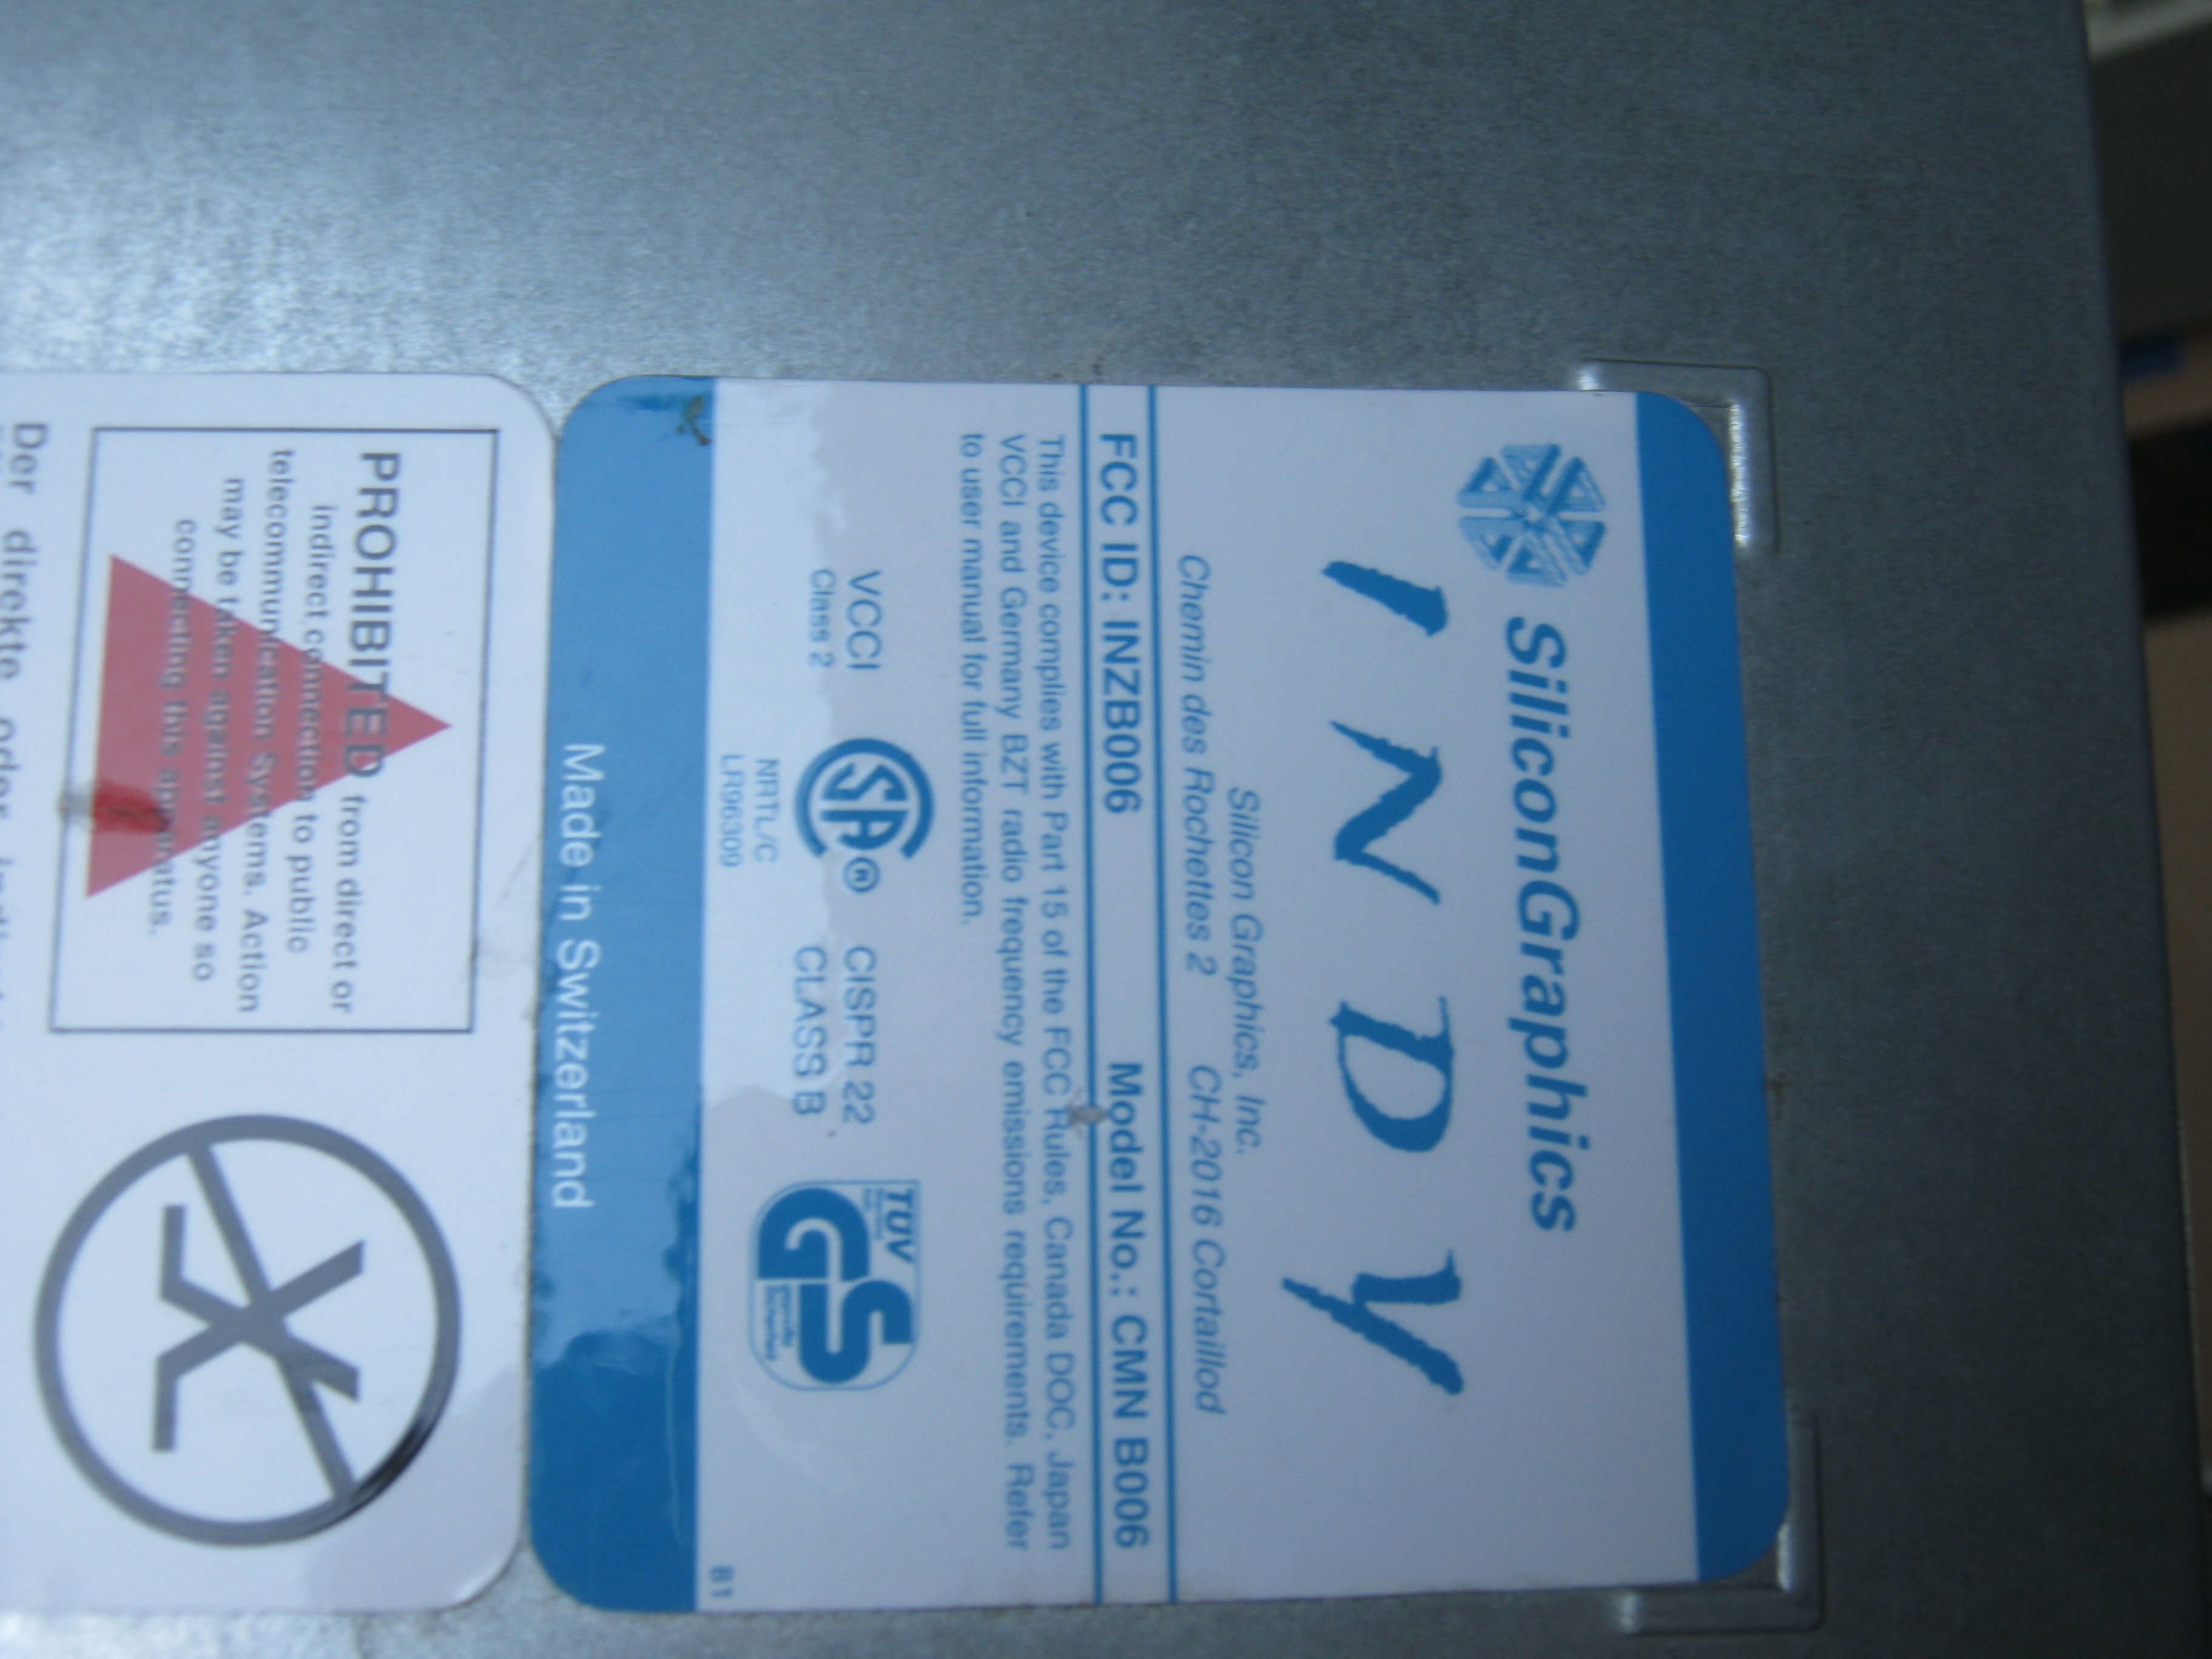 SiliconGraphics
INDY
Silicon Graphics, Inc.
Chemin des Rochettes 2 CH-2016 Cortaillod
FCC ID: INZB006 Model No.: CMN B006
This device complies with Part 15 of the FCC Rules, Canada DOC, Japan
VCCI and Germany BZT radio frequency emissions requirements. Refer
to user manual for full information.
VCCI
Class 2
SA®
NRTL/C
LR96309
CISPR 22
CLASS B
TÜV
GS
B1
Made in Switzerland
PROHIBITED from direct or
indirect connection to public
telecommunication systems. Action
may be taken against anyone so
connecting this apparatus.
Der direkte oder